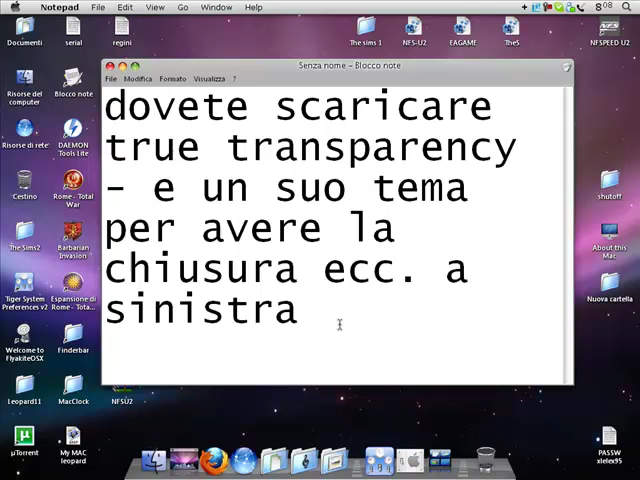 Notepad File Edit View Go Window Help
8:08
Documenti serial regini The sims 1 NFS-U2 EAGAME TheS NFSPEED U2
Senza nome - Blocco note
File Modifica Formato Visualizza ?
dovete scaricare
true transparency
- e un suo tema
per avere la
chiusura ecc. a
sinistra
Risorse del computer
Blocco note
Risorse di rete
DAEMON Tools Lite
Cestino
Rome - Total War
The Sims2
Barbarian Invasion
Tiger System Preferences v2
Espansione di Rome - Tota...
Welcome to FlyakiteOSX
Finderbar
Leopard11
MacClock
NFSU2
µTorrent
My MAC leopard
shutoff
About this Mac
Nuova cartella
PASSW xlelex95